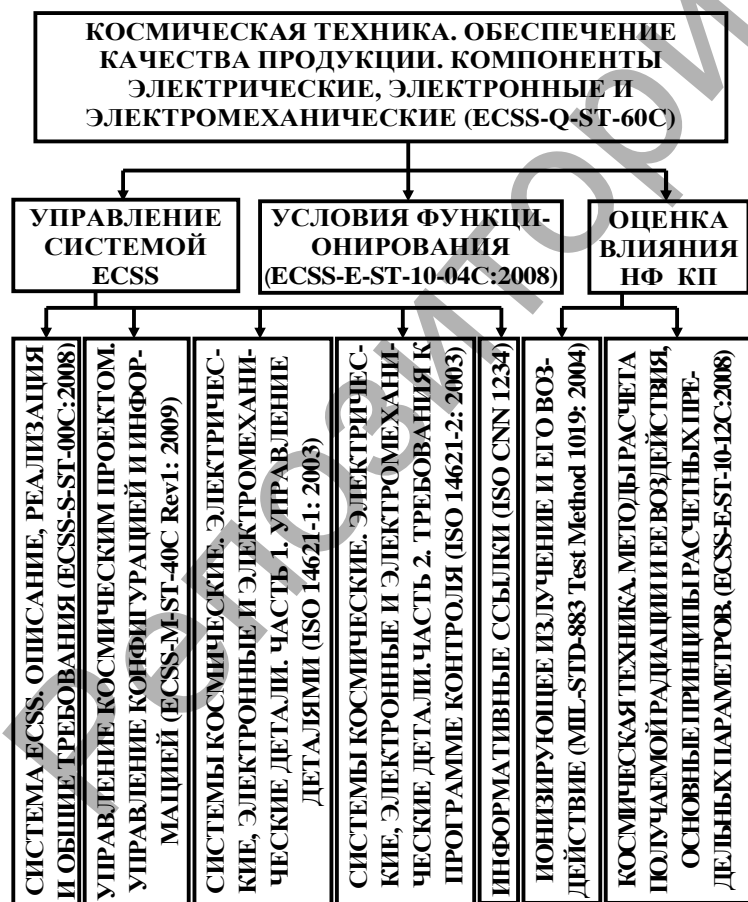 КОСМИЧЕСКАЯ ТЕХНИКА. ОБЕСПЕЧЕНИЕ
КАЧЕСТВА ПРОДУКЦИИ. КОМПОНЕНТЫ
ЭЛЕКТРИЧЕСКИЕ, ЭЛЕКТРОННЫЕ И
ЭЛЕКТРОМЕХАНИЧЕСКИЕ (ECSS-Q-ST-60C)
УПРАВЛЕНИЕ
СИСТЕМОЙ
ECSS
УСЛОВИЯ ФУНКЦИ-
ОНИРОВАНИЯ
(ECSS-E-ST-10-04C:2008)
ОЦЕНКА
ВЛИЯНИЯ
НФ КП
СИСТЕМА ECSS. ОПИСАНИЕ, РЕАЛИЗАЦИЯ
И ОБЩИЕ ТРЕБОВАНИЯ (ECSS-S-ST-00C:2008)
УПРАВЛЕНИЕ КОСМИЧЕСКИМ ПРОЕКТОМ.
УПРАВЛЕНИЕ КОНФИГУРАЦИЕЙ И ИНФОР-
МАЦИЕЙ (ECSS-M-ST-40C Rev1: 2009)
СИСТЕМЫ КОСМИЧЕСКИЕ. ЭЛЕКТРИЧЕС-
КИЕ, ЭЛЕКТРОННЫЕ И ЭЛЕКТРОМЕХАНИ-
ЧЕСКИЕ ДЕТАЛИ. ЧАСТЬ 1. УПРАВЛЕНИЕ
ДЕТАЛЯМИ (ISO 14621-1: 2003)
СИСТЕМЫ КОСМИЧЕСКИЕ. ЭЛЕКТРИЧЕС-
КИЕ, ЭЛЕКТРОННЫЕ И ЭЛЕКТРОМЕХАНИ-
ЧЕСКИЕ ДЕТАЛИ. ЧАСТЬ 2. ТРЕБОВАНИЯ К
ПРОГРАММЕ КОНТРОЛЯ (ISO 14621-2: 2003)
ИНФОРМАТИВНЫЕ ССЫЛКИ (ISO CNN 1234)
ИОНИЗИРУЮЩЕЕ ИЗЛУЧЕНИЕ И ЕГО ВОЗ-
ДЕЙСТВИЕ (MIL-STD-883 Test Method 1019: 2004)
КОСМИЧЕСКАЯ ТЕХНИКА. МЕТОДЫ РАСЧЕТА
ПОЛУЧАЕМОЙ РАДИАЦИИ И ЕЕ ВОЗДЕЙСТВИЯ,
ОСНОВНЫЕ ПРИНЦИПЫ РАСЧЕТНЫХ ПРЕ-
ДЕЛЬНЫХ ПАРАМЕТРОВ. (ECSS-E-ST-10-12C:2008)
Репозитори